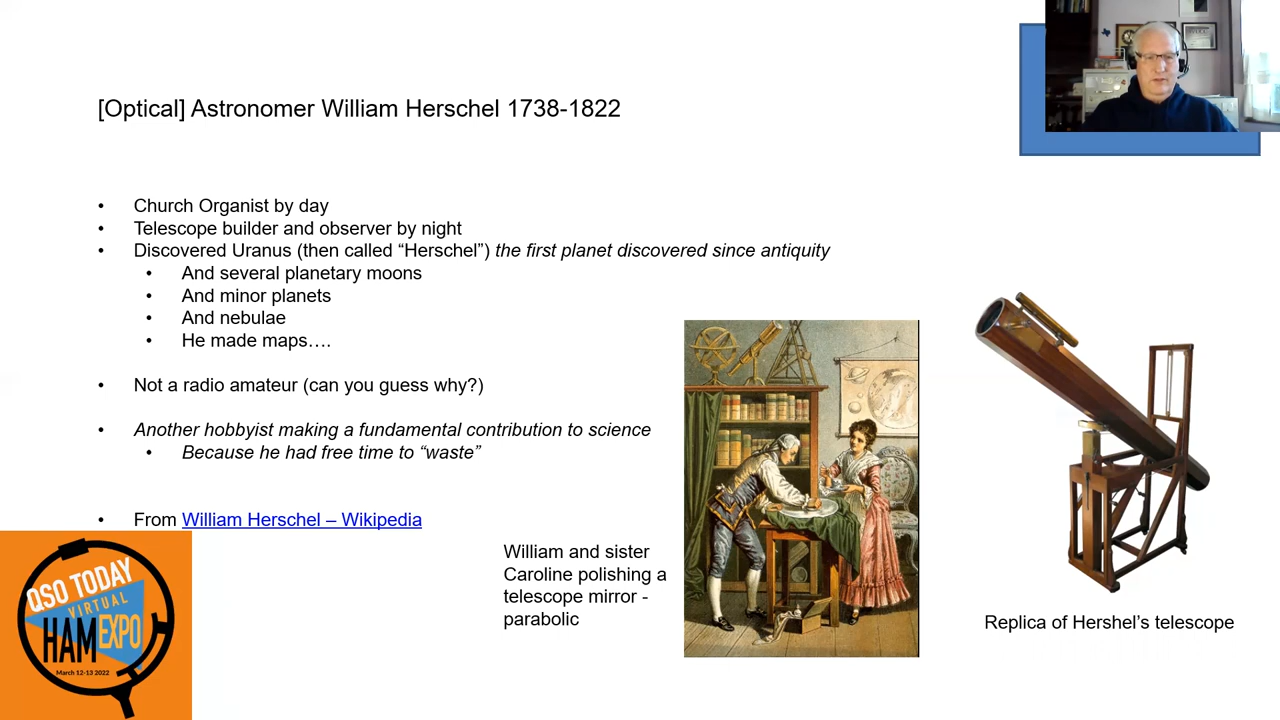 [Optical] Astronomer William Herschel 1738-1822
• Church Organist by day
• Telescope builder and observer by night
• Discovered Uranus (then called “Herschel”) the first planet discovered since antiquity
• And several planetary moons
• And minor planets
• And nebulae
• He made maps….
• Not a radio amateur (can you guess why?)
• Another hobbyist making a fundamental contribution to science
• Because he had free time to “waste”
• From William Herschel – Wikipedia
William and sister
Caroline polishing a
telescope mirror -
parabolic
Replica of Hershel’s telescope
QSO TODAY
VIRTUAL
HAM EXPO
March 12-13 2022